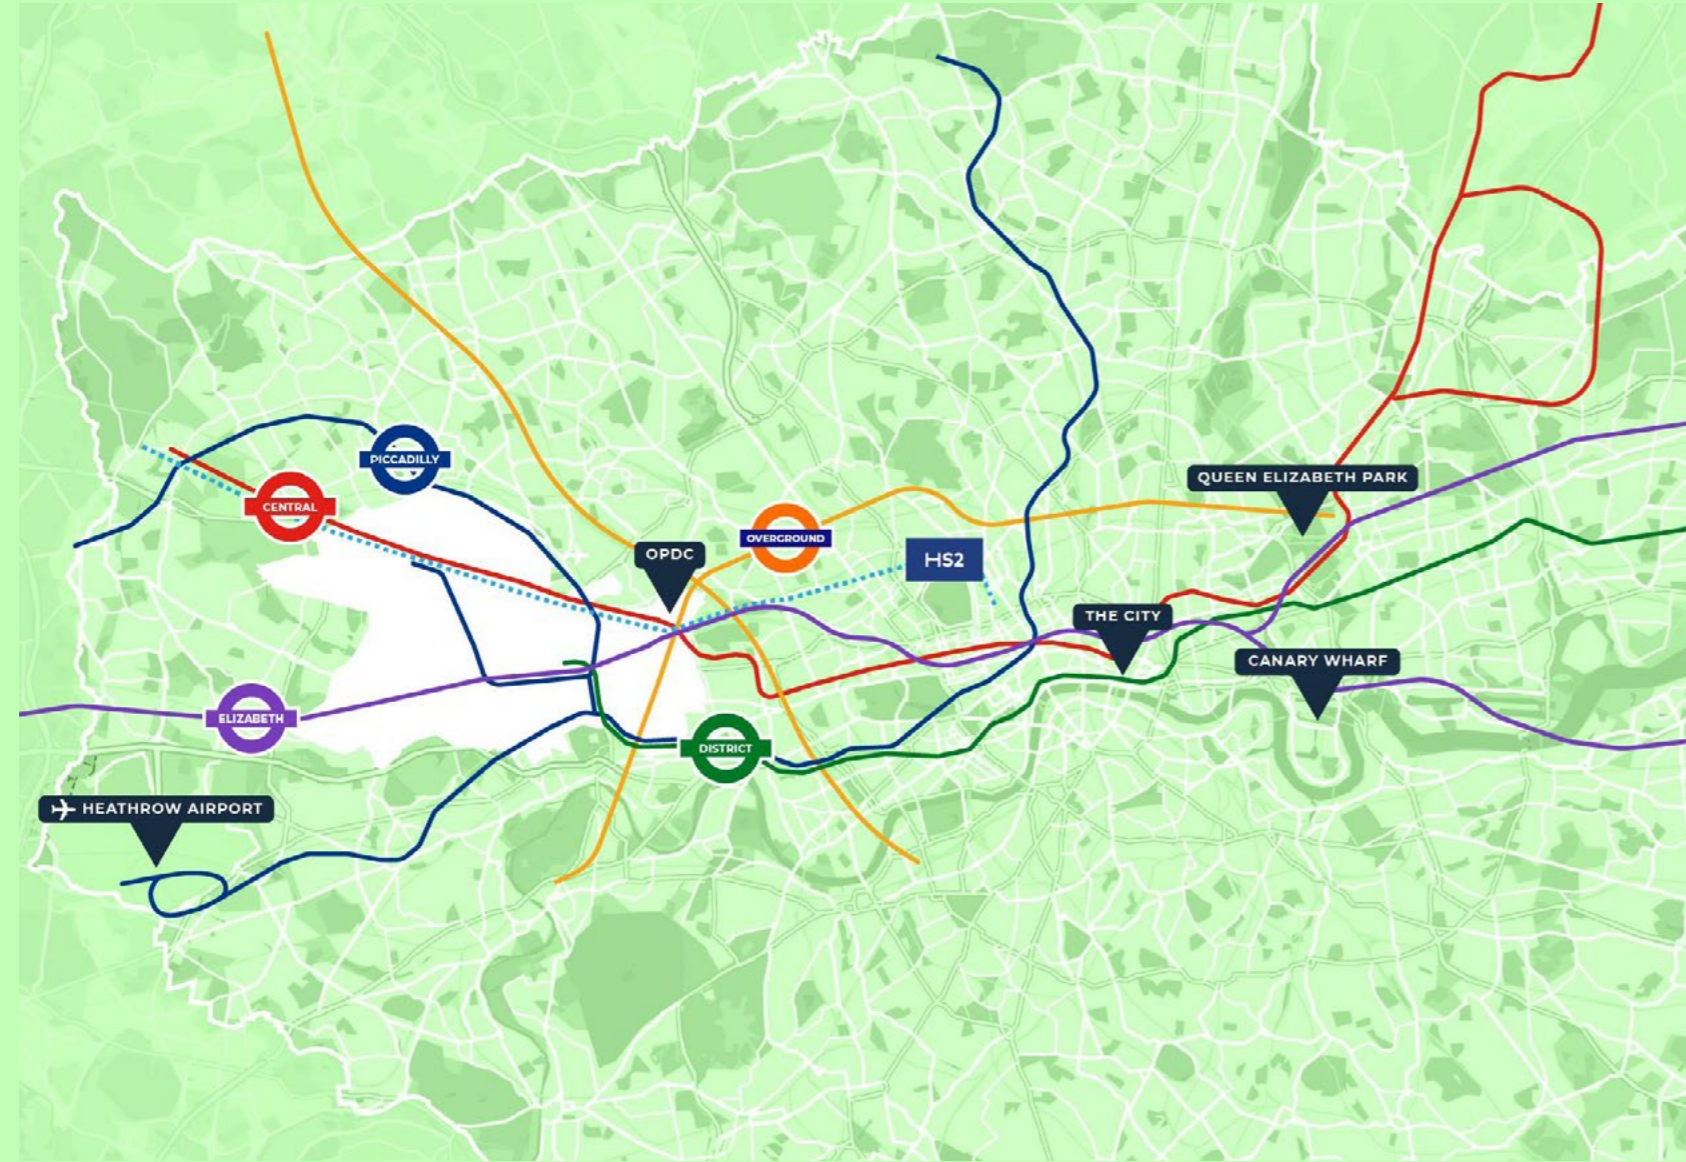 PICCADILLY
QUEEN ELIZABETH PARK
CENTRAL
OVERGROUND
OPDC
HS2
THE CITY
CANARY WHARF
ELIZABETH
DISTRICT
HEATHROW AIRPORT